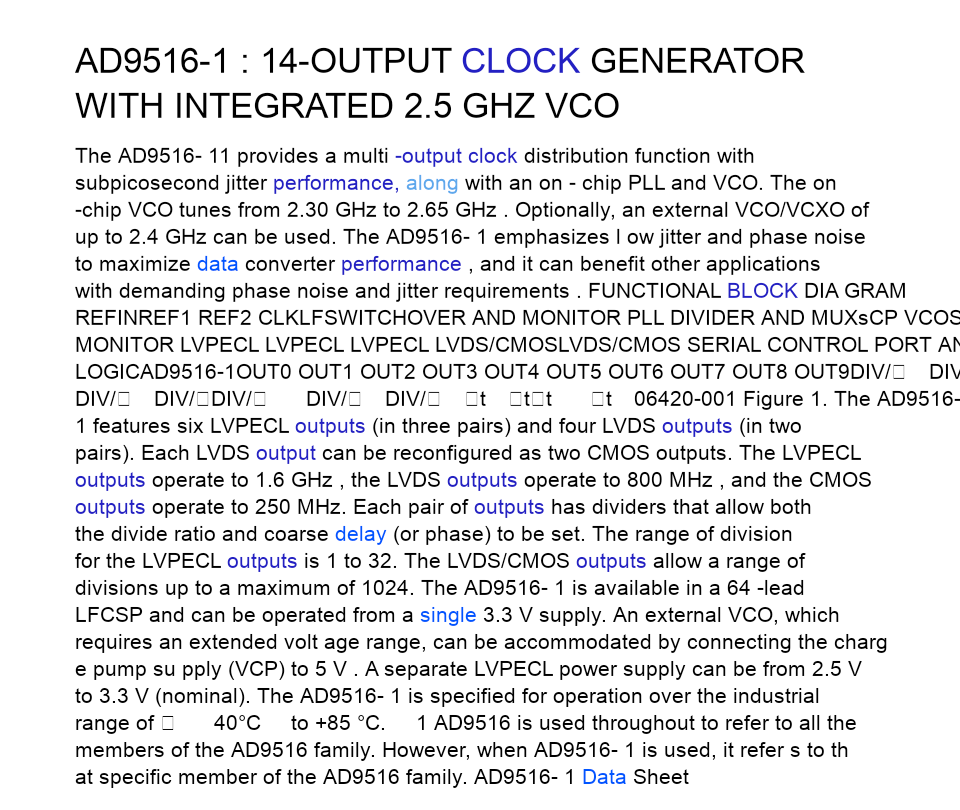 AD9516-1 : 14-OUTPUT CLOCK GENERATOR
WITH INTEGRATED 2.5 GHZ VCO
The AD9516- 11 provides a multi -output clock distribution function with
subpicosecond jitter performance, along with an on - chip PLL and VCO. The on
-chip VCO tunes from 2.30 GHz to 2.65 GHz . Optionally, an external VCO/VCXO of
up to 2.4 GHz can be used. The AD9516- 1 emphasizes l ow jitter and phase noise
to maximize data converter performance , and it can benefit other applications
with demanding phase noise and jitter requirements . FUNCTIONAL BLOCK DIA GRAM
REFINREF1 REF2 CLKLFSWITCHOVER AND MONITOR PLL DIVIDER AND MUXsCP VCOS
MONITOR LVPECL LVPECL LVPECL LVDS/CMOSLVDS/CMOS SERIAL CONTROL PORT AN
LOGICAD9516-1OUT0 OUT1 OUT2 OUT3 OUT4 OUT5 OUT6 OUT7 OUT8 OUT9DIV/□ DIV
DIV/□ DIV/□DIV/□ DIV/□ DIV/□ □t □t□t □t 06420-001 Figure 1. The AD9516-
1 features six LVPECL outputs (in three pairs) and four LVDS outputs (in two
pairs). Each LVDS output can be reconfigured as two CMOS outputs. The LVPECL
outputs operate to 1.6 GHz , the LVDS outputs operate to 800 MHz , and the CMOS
outputs operate to 250 MHz. Each pair of outputs has dividers that allow both
the divide ratio and coarse delay (or phase) to be set. The range of division
for the LVPECL outputs is 1 to 32. The LVDS/CMOS outputs allow a range of
divisions up to a maximum of 1024. The AD9516- 1 is available in a 64 -lead
LFCSP and can be operated from a single 3.3 V supply. An external VCO, which
requires an extended volt age range, can be accommodated by connecting the charg
e pump su pply (VCP) to 5 V . A separate LVPECL power supply can be from 2.5 V
to 3.3 V (nominal). The AD9516- 1 is specified for operation over the industrial
range of □ 40°C to +85 °C. 1 AD9516 is used throughout to refer to all the
members of the AD9516 family. However, when AD9516- 1 is used, it refer s to th
at specific member of the AD9516 family. AD9516- 1 Data Sheet